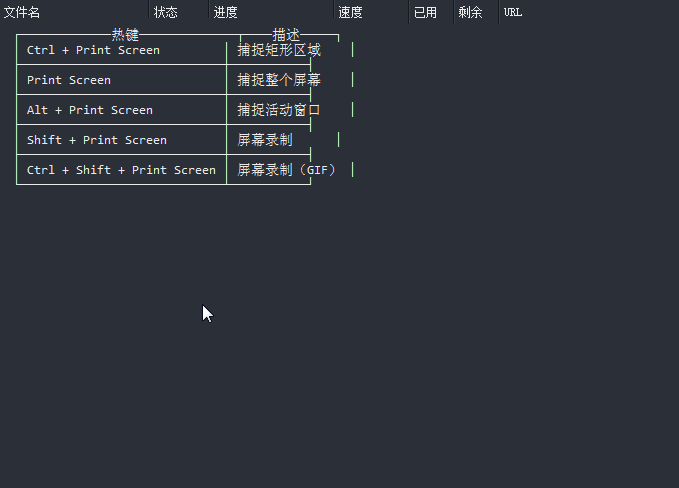 文件名 状态 进度 速度 已用 剩余 URL
热键 描述
Ctrl + Print Screen 捕捉矩形区域
Print Screen 捕捉整个屏幕
Alt + Print Screen 捕捉活动窗口
Shift + Print Screen 屏幕录制
Ctrl + Shift + Print Screen 屏幕录制（GIF）